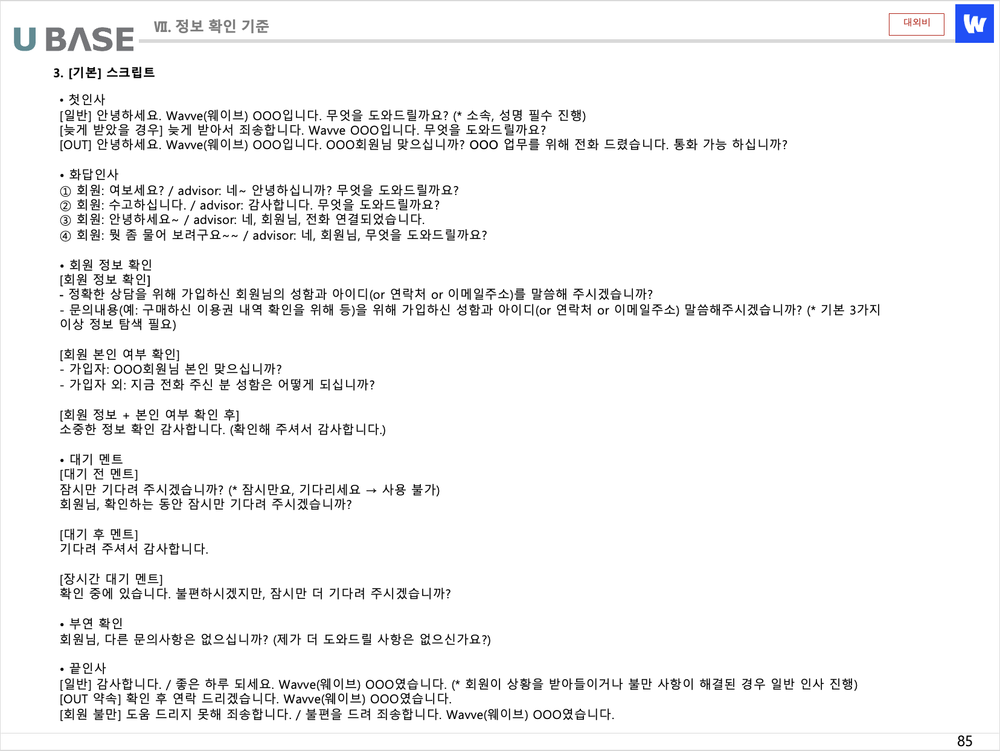 U BASE
Ⅶ. 정보 확인 기준
대외비
W
3. [기본] 스크립트
• 첫인사
[일반] 안녕하세요. Wavve(웨이브) OOO입니다. 무엇을 도와드릴까요? (* 소속, 성명 필수 진행)
[늦게 받았을 경우] 늦게 받아서 죄송합니다. Wavve OOO입니다. 무엇을 도와드릴까요?
[OUT] 안녕하세요. Wavve(웨이브) OOO입니다. OOO회원님 맞으십니까? OOO 업무를 위해 전화 드렸습니다. 통화 가능 하십니까?
• 화답인사
① 회원: 여보세요? / advisor: 네~ 안녕하십니까? 무엇을 도와드릴까요?
② 회원: 수고하십니다. / advisor: 감사합니다. 무엇을 도와드릴까요?
③ 회원: 안녕하세요~ / advisor: 네, 회원님, 전화 연결되었습니다.
④ 회원: 뭣 좀 물어 보려구요~~ / advisor: 네, 회원님, 무엇을 도와드릴까요?
• 회원 정보 확인
[회원 정보 확인]
- 정확한 상담을 위해 가입하신 회원님의 성함과 아이디(or 연락처 or 이메일주소)를 말씀해 주시겠습니까?
- 문의내용(예: 구매하신 이용권 내역 확인을 위해 등)을 위해 가입하신 성함과 아이디(or 연락처 or 이메일주소) 말씀해주시겠습니까? (* 기본 3가지
이상 정보 탐색 필요)
[회원 본인 여부 확인]
- 가입자: OOO회원님 본인 맞으십니까?
- 가입자 외: 지금 전화 주신 분 성함은 어떻게 되십니까?
[회원 정보 + 본인 여부 확인 후]
소중한 정보 확인 감사합니다. (확인해 주셔서 감사합니다.)
• 대기 멘트
[대기 전 멘트]
잠시만 기다려 주시겠습니까? (* 잠시만요, 기다리세요 → 사용 불가)
회원님, 확인하는 동안 잠시만 기다려 주시겠습니까?
[대기 후 멘트]
기다려 주셔서 감사합니다.
[장시간 대기 멘트]
확인 중에 있습니다. 불편하시겠지만, 잠시만 더 기다려 주시겠습니까?
• 부연 확인
회원님, 다른 문의사항은 없으십니까? (제가 더 도와드릴 사항은 없으신가요?)
• 끝인사
[일반] 감사합니다. / 좋은 하루 되세요. Wavve(웨이브) OOO였습니다. (* 회원이 상황을 받아들이거나 불만 사항이 해결된 경우 일반 인사 진행)
[OUT 약속] 확인 후 연락 드리겠습니다. Wavve(웨이브) OOO였습니다.
[회원 불만] 도움 드리지 못해 죄송합니다. / 불편을 드려 죄송합니다. Wavve(웨이브) OOO였습니다.
85